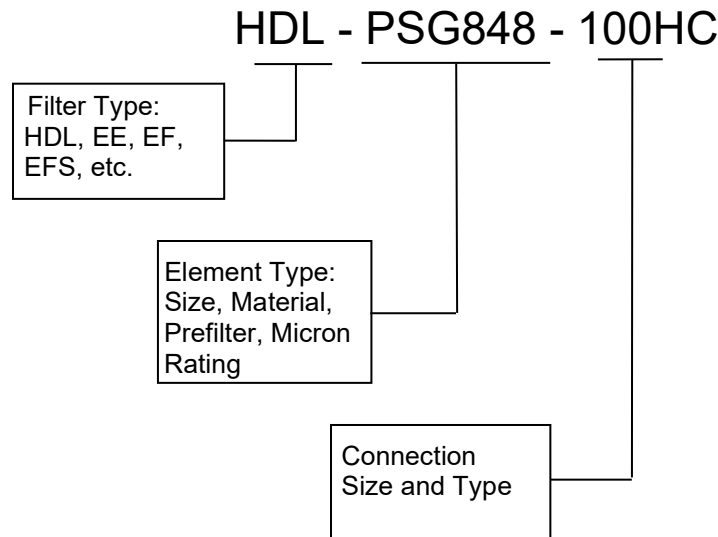 HDL - PSG848 - 100HC
Filter Type:
HDL, EE, EF,
EFS, etc.
Element Type:
Size, Material,
Prefilter, Micron
Rating
Connection
Size and Type